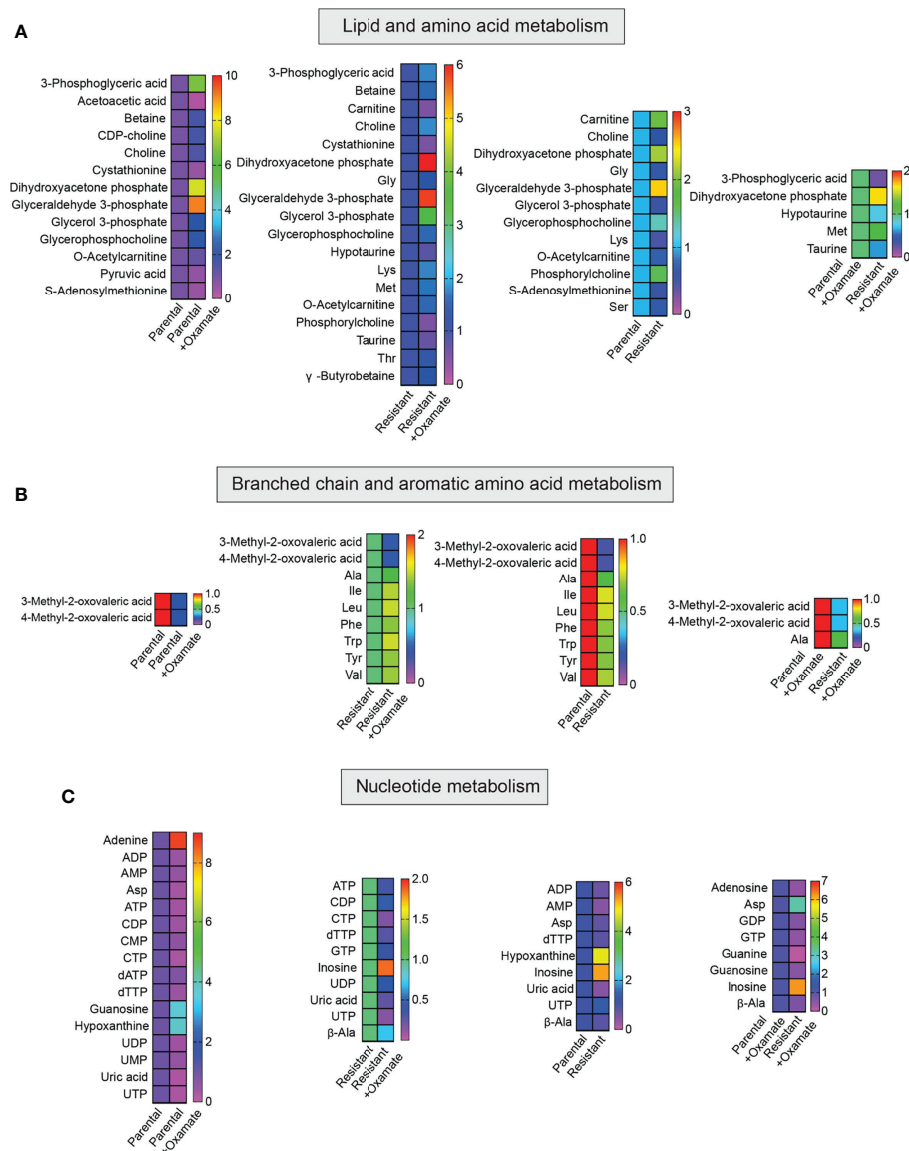 A
Lipid and amino acid metabolism
3-Phosphoglyceric acid
Acetoacetic acid
Betaine
CDP-choline
Choline
Cystathionine
Dihydroxyacetone phosphate
Glyceraldehyde 3-phosphate
Glycerol 3-phosphate
Glycerophosphocholine
O-Acetylcarnitine
Pyruvic acid
S-Adenosylmethionine
10
8
6
4
2
0
Parental
Parental
+Oxamate
3-Phosphoglyceric acid
Betaine
Carnitine
Choline
Cystathionine
Dihydroxyacetone phosphate
Gly
Glyceraldehyde 3-phosphate
Glycerol 3-phosphate
Glycerophosphocholine
Hypotaurine
Lys
Met
O-Acetylcarnitine
Phosphorylcholine
Taurine
Thr
γ -Butyrobetaine
6
5
4
3
2
1
0
Resistant
Resistant
+Oxamate
Carnitine
Choline
Dihydroxyacetone phosphate
Gly
Glyceraldehyde 3-phosphate
Glycerol 3-phosphate
Glycerophosphocholine
Lys
O-Acetylcarnitine
Phosphorylcholine
S-Adenosylmethionine
Ser
3
2
1
0
Parental
Resistant
3-Phosphoglyceric acid
Dihydroxyacetone phosphate
Hypotaurine
Met
Taurine
2
1
0
Parental
+Oxamate
Resistant
+Oxamate
B
Branched chain and aromatic amino acid metabolism
3-Methyl-2-oxovaleric acid
4-Methyl-2-oxovaleric acid
1.0
0.5
0
Parental
Parental
+Oxamate
3-Methyl-2-oxovaleric acid
4-Methyl-2-oxovaleric acid
Ala
Ile
Leu
Phe
Trp
Tyr
Val
2
1
0
Resistant
Resistant
+Oxamate
3-Methyl-2-oxovaleric acid
4-Methyl-2-oxovaleric acid
Ala
Ile
Leu
Phe
Trp
Tyr
Val
1.0
0.5
0
Parental
Resistant
3-Methyl-2-oxovaleric acid
4-Methyl-2-oxovaleric acid
Ala
1.0
0.5
0
Parental
+Oxamate
Resistant
+Oxamate
C
Nucleotide metabolism
Adenine
ADP
AMP
Asp
ATP
CDP
CMP
CTP
dATP
dTTP
Guanosine
Hypoxanthine
UDP
UMP
Uric acid
UTP
8
6
4
2
0
Parental
Parental
+Oxamate
ATP
CDP
CTP
dTTP
GTP
Inosine
UDP
Uric acid
UTP
β-Ala
2.0
1.5
1.0
0.5
Resistant
Resistant
+Oxamate
ADP
AMP
Asp
dTTP
Hypoxanthine
Inosine
Uric acid
UTP
β-Ala
6
4
2
0
Parental
Resistant
Adenosine
Asp
GDP
GTP
Guanine
Guanosine
Inosine
β-Ala
7
6
5
4
3
2
1
0
Parental
+Oxamate
Resistant
+Oxamate